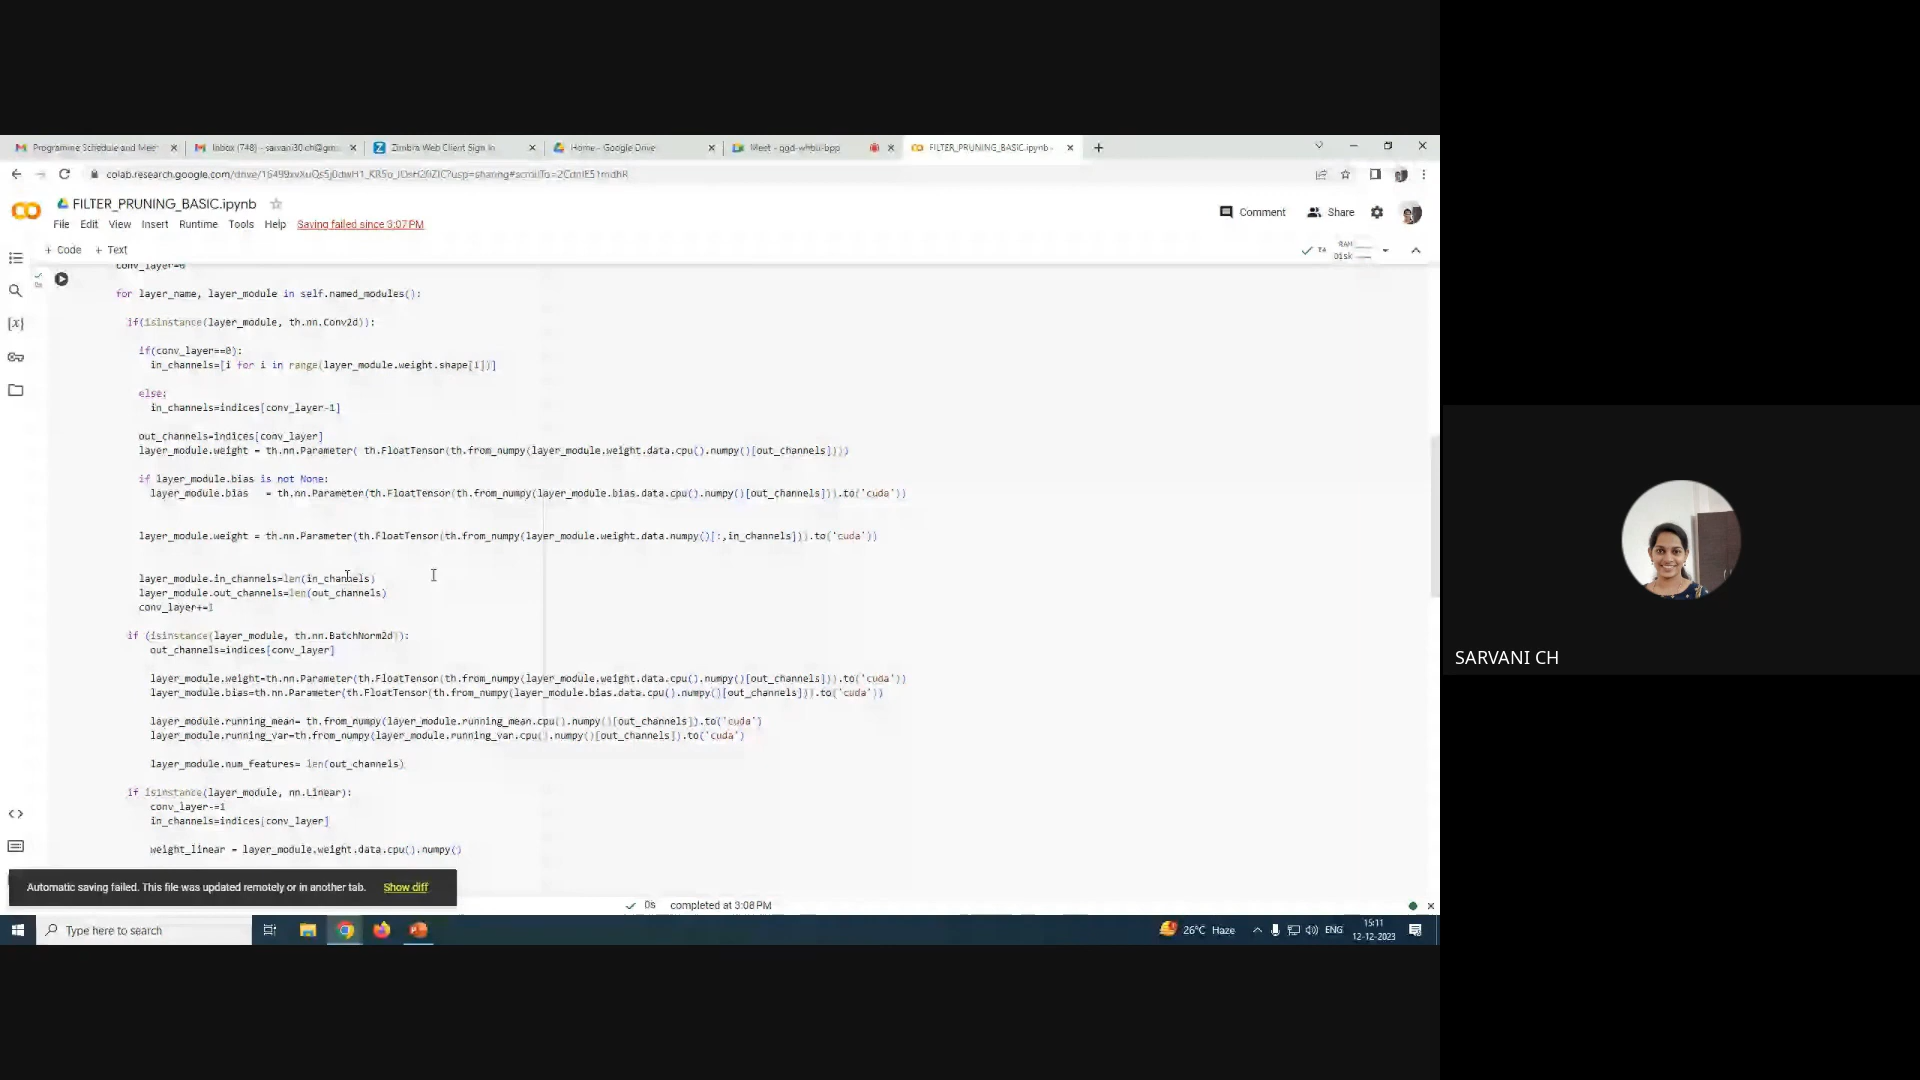 Programme Schedule and Mee
Inbox (748) - sarvani30.ch@gm
Zimbra Web Client Sign In
Home - Google Drive
Meet - qgd-whbu-bpp
FILTER_PRUNING_BASIC.ipynb -
FILTER_PRUNING_BASIC.ipynb
Comment
Share
File Edit View Insert Runtime Tools Help Saving failed since 3:07 PM
+ Code + Text
T4
RAM
Disk
conv_layer=0
for layer_name, layer_module in self.named_modules():
if(isinstance(layer_module, th.nn.Conv2d)):
if(conv_layer==0):
in_channels=[i for i in range(layer_module.weight.shape[1])]
else:
in_channels=indices[conv_layer-1]
out_channels=indices[conv_layer]
layer_module.weight = th.nn.Parameter( th.FloatTensor(th.from_numpy(layer_module.weight.data.cpu().numpy()[out_channels])))
if layer_module.bias is not None:
layer_module.bias = th.nn.Parameter(th.FloatTensor(th.from_numpy(layer_module.bias.data.cpu().numpy()[out_channels])).to('cuda'))
layer_module.weight = th.nn.Parameter(th.FloatTensor(th.from_numpy(layer_module.weight.data.numpy()[:,in_channels])).to('cuda'))
layer_module.in_channels=len(in_channels)
layer_module.out_channels=len(out_channels)
conv_layer+=1
if (isinstance(layer_module, th.nn.BatchNorm2d)):
out_channels=indices[conv_layer]
layer_module.weight=th.nn.Parameter(th.FloatTensor(th.from_numpy(layer_module.weight.data.cpu().numpy()[out_channels])).to('cuda'))
layer_module.bias=th.nn.Parameter(th.FloatTensor(th.from_numpy(layer_module.bias.data.cpu().numpy()[out_channels])).to('cuda'))
layer_module.running_mean= th.from_numpy(layer_module.running_mean.cpu().numpy()[out_channels]).to('cuda')
layer_module.running_var=th.from_numpy(layer_module.running_var.cpu().numpy()[out_channels]).to('cuda')
layer_module.num_features= len(out_channels)
if isinstance(layer_module, nn.Linear):
conv_layer-=1
in_channels=indices[conv_layer]
weight_linear = layer_module.weight.data.cpu().numpy()
Automatic saving failed. This file was updated remotely or in another tab. Show diff
0s completed at 3:08 PM
Type here to search
26°C Haze
ENG
15:11
12-12-2023
SARVANI CH